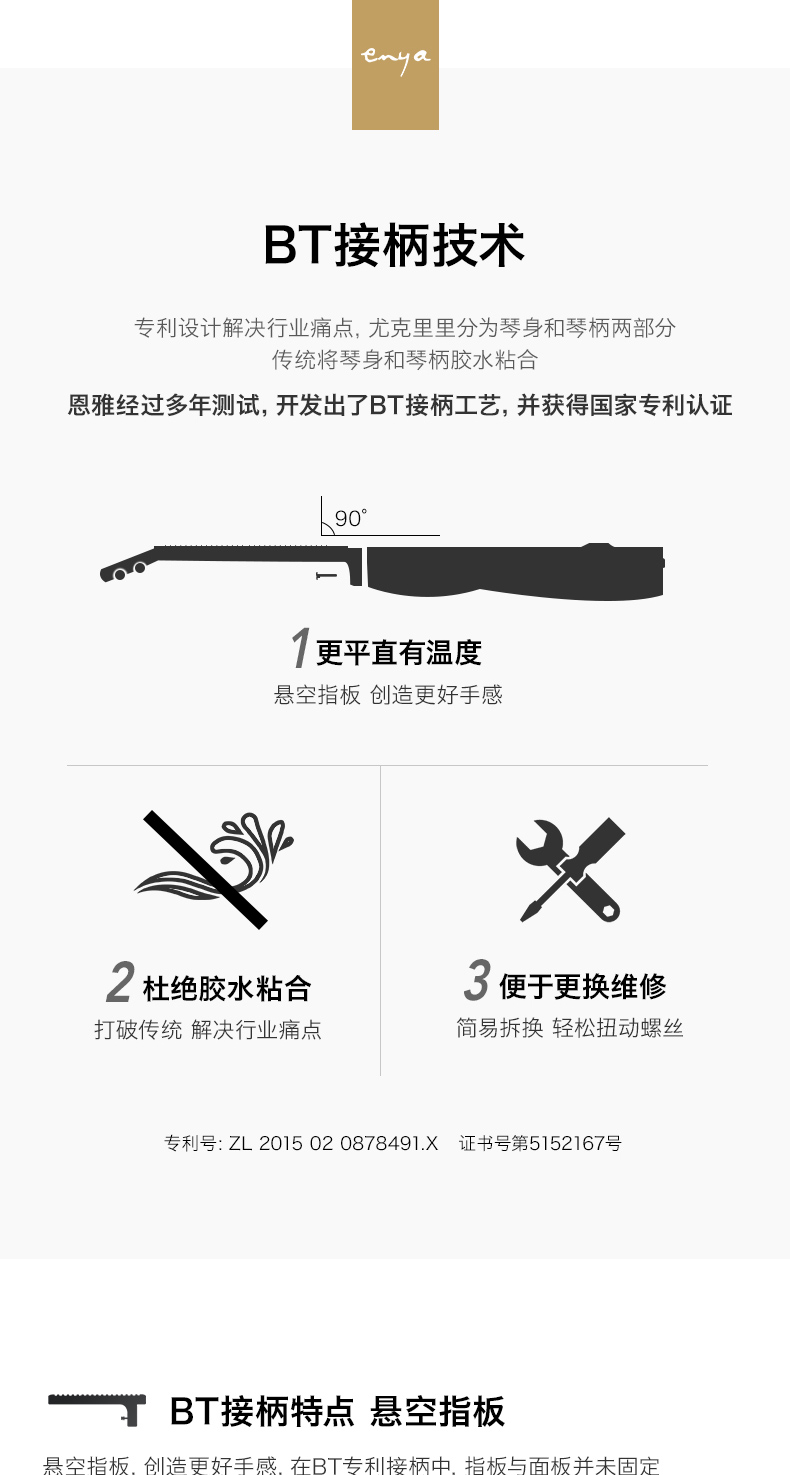 enya
BT接柄技术
专利设计解决行业痛点, 尤克里里分为琴身和琴柄两部分
传统将琴身和琴柄胶水粘合
恩雅经过多年测试, 开发出了BT接柄工艺, 并获得国家专利认证
90°
1 更平直有温度
悬空指板 创造更好手感
2 杜绝胶水粘合
打破传统 解决行业痛点
3 便于更换维修
简易拆换 轻松扭动螺丝
专利号: ZL 2015 02 0878491.X 证书号第5152167号
BT接柄特点 悬空指板
悬空指板, 创造更好手感, 在BT专利接柄中, 指板与面板并未固定